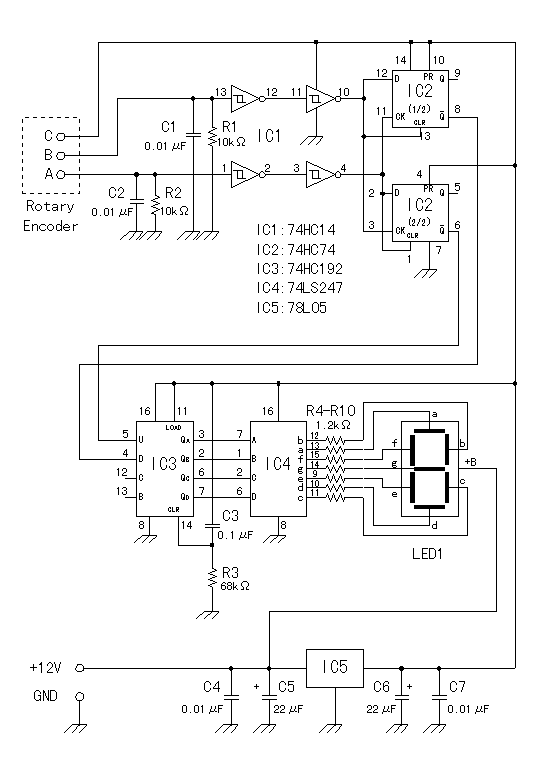 14 10
12 D PR Q 9
IC2
(1/2)
13 12 11 10
11 CK Q̅ 8
CLR
13
C
B
A
C1
0.01 μF
R1
10kΩ
IC1
1 2 3 4
4
2 D PR Q 5
IC2
(2/2)
3 CK Q̅ 6
CLR
1 7
C2
0.01 μF
R2
10kΩ
Rotary
Encoder
IC1:74HC14
IC2:74HC74
IC3:74HC192
IC4:74LS247
IC5:78L05
16 11
LOAD
5 U QA 3
4 D QB 2
12 C QC 6
13 B QD 7
IC3
CLR
8 14
16
7 A
1 B
2 C
6 D
IC4
b 12
a 13
f 15
g 14
e 9
d 10
c 11
8
R4-R10
1.2kΩ
a
f b
g +B
e c
d
LED1
C3
0.1 μF
R3
68kΩ
+12V
GND
IC5
C4
0.01 μF
+ C5
22 μF
C6 +
22 μF
C7
0.01 μF